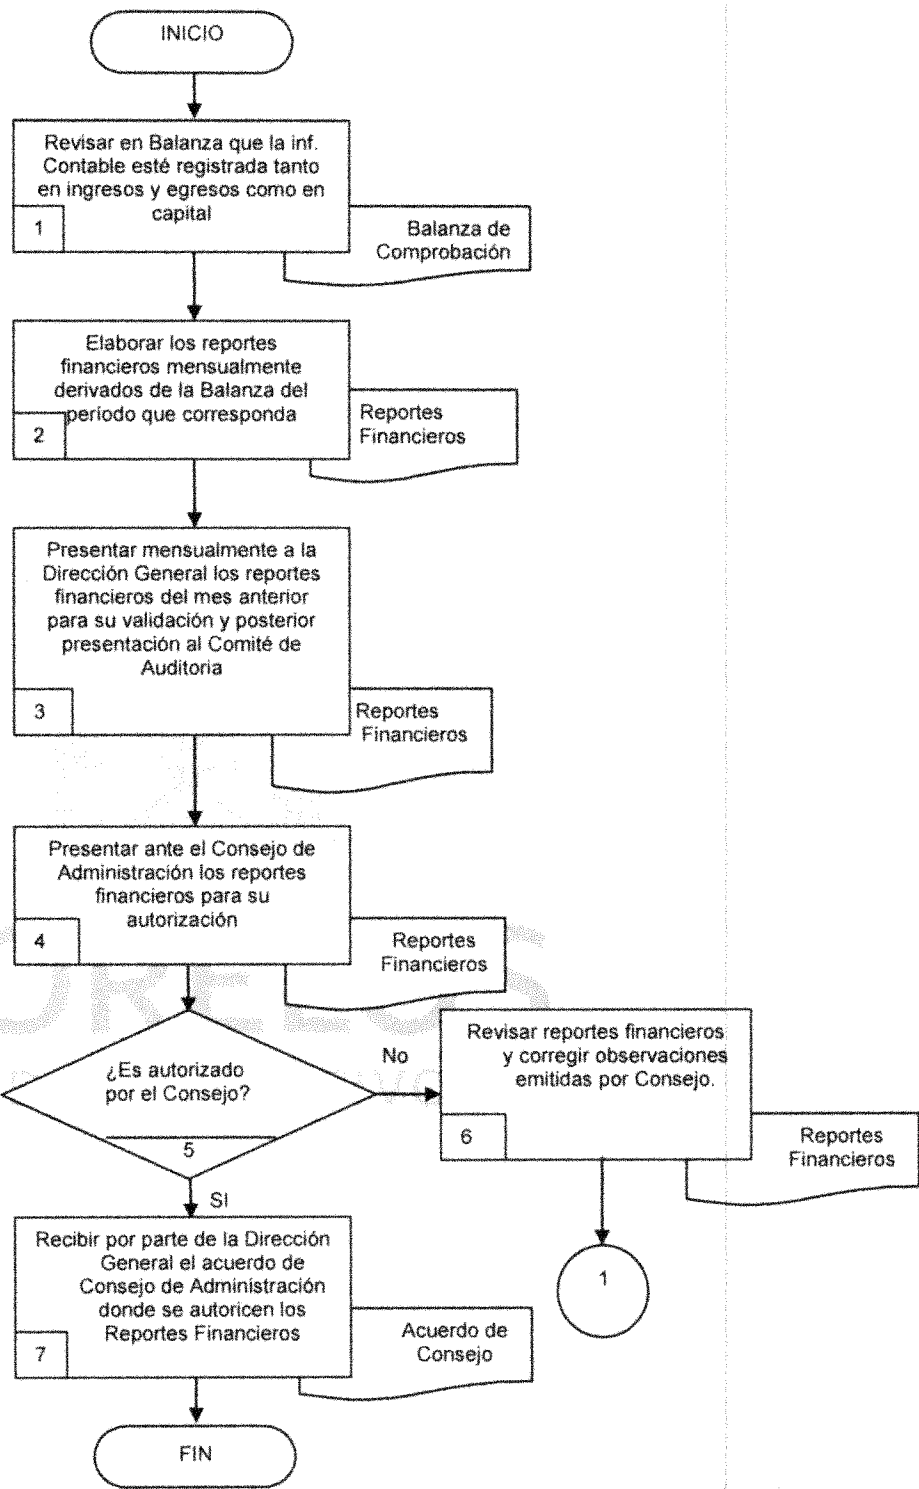 INICIO
Revisar en Balanza que la inf.
Contable esté registrada tanto
en ingresos y egresos como en
capital
1
Balanza de
Comprobación
Elaborar los reportes
financieros mensualmente
derivados de la Balanza del
período que corresponda
2
Reportes
Financieros
Presentar mensualmente a la
Dirección General los reportes
financieros del mes anterior
para su validación y posterior
presentación al Comité de
Auditoria
3
Reportes
Financieros
Presentar ante el Consejo de
Administración los reportes
financieros para su
autorización
4
Reportes
Financieros
¿Es autorizado
por el Consejo?
5
No
Revisar reportes financieros
y corregir observaciones
emitidas por Consejo.
6
Reportes
Financieros
1
SI
Recibir por parte de la Dirección
General el acuerdo de
Consejo de Administración
donde se autoricen los
Reportes Financieros
7
Acuerdo de
Consejo
FIN